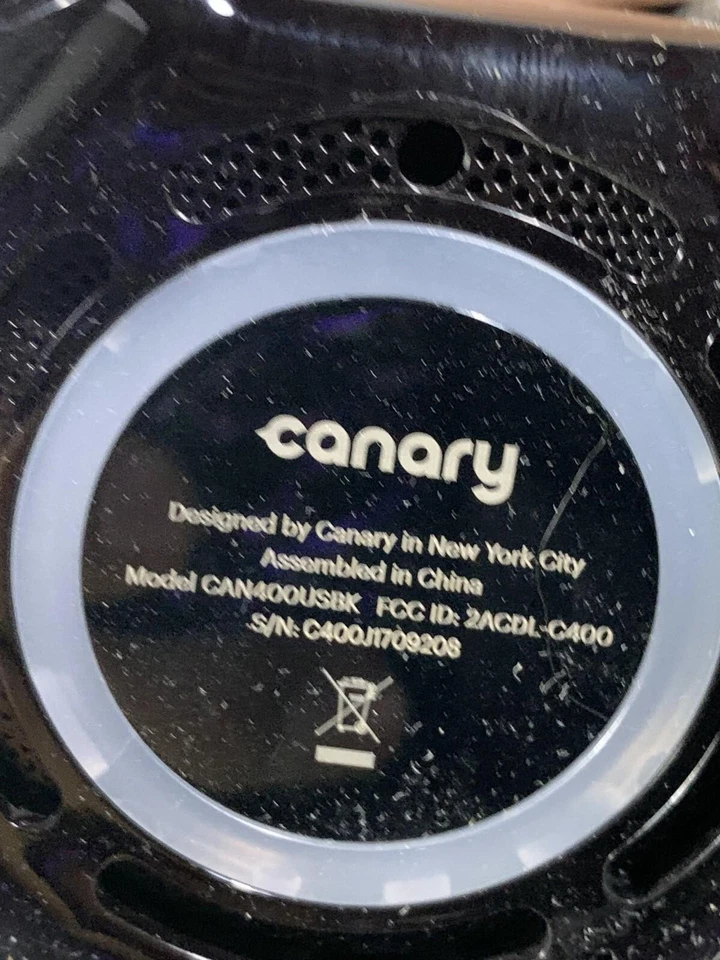 canary
Designed by Canary in New York City
Assembled in China
Model CAN400USBK FCC ID: 2ACDL-C400
S/N: C400J1709208